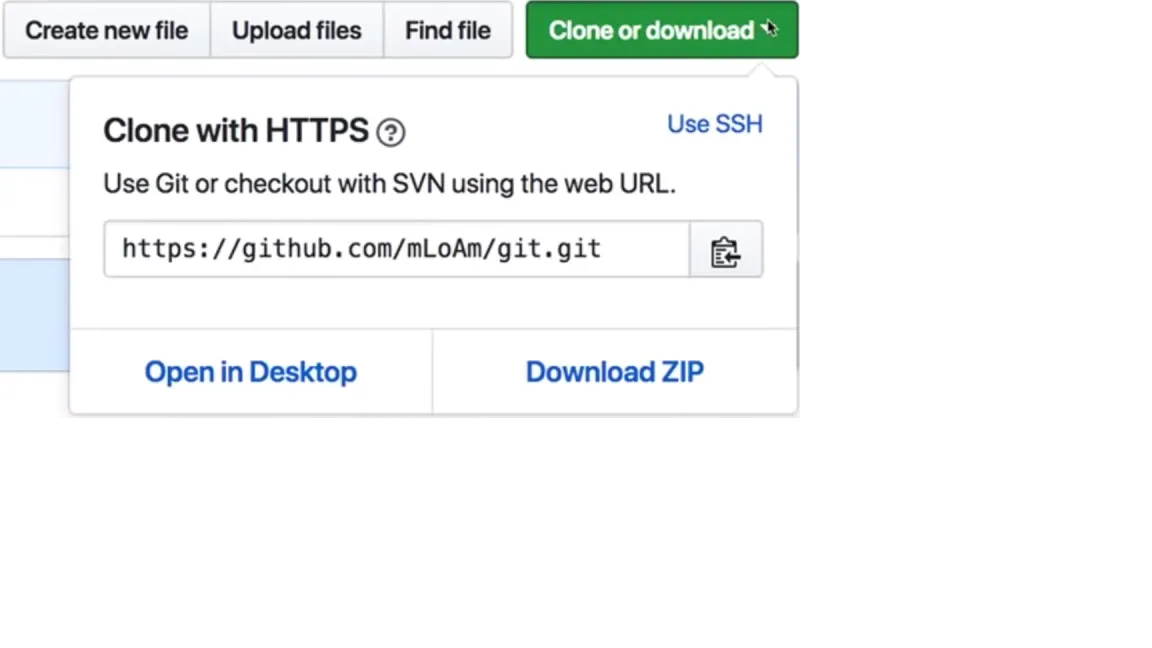 Create new file Upload files Find file Clone or download
Clone with HTTPS ?
Use SSH
Use Git or checkout with SVN using the web URL.
https://github.com/mLoAm/git.git
Open in Desktop Download ZIP